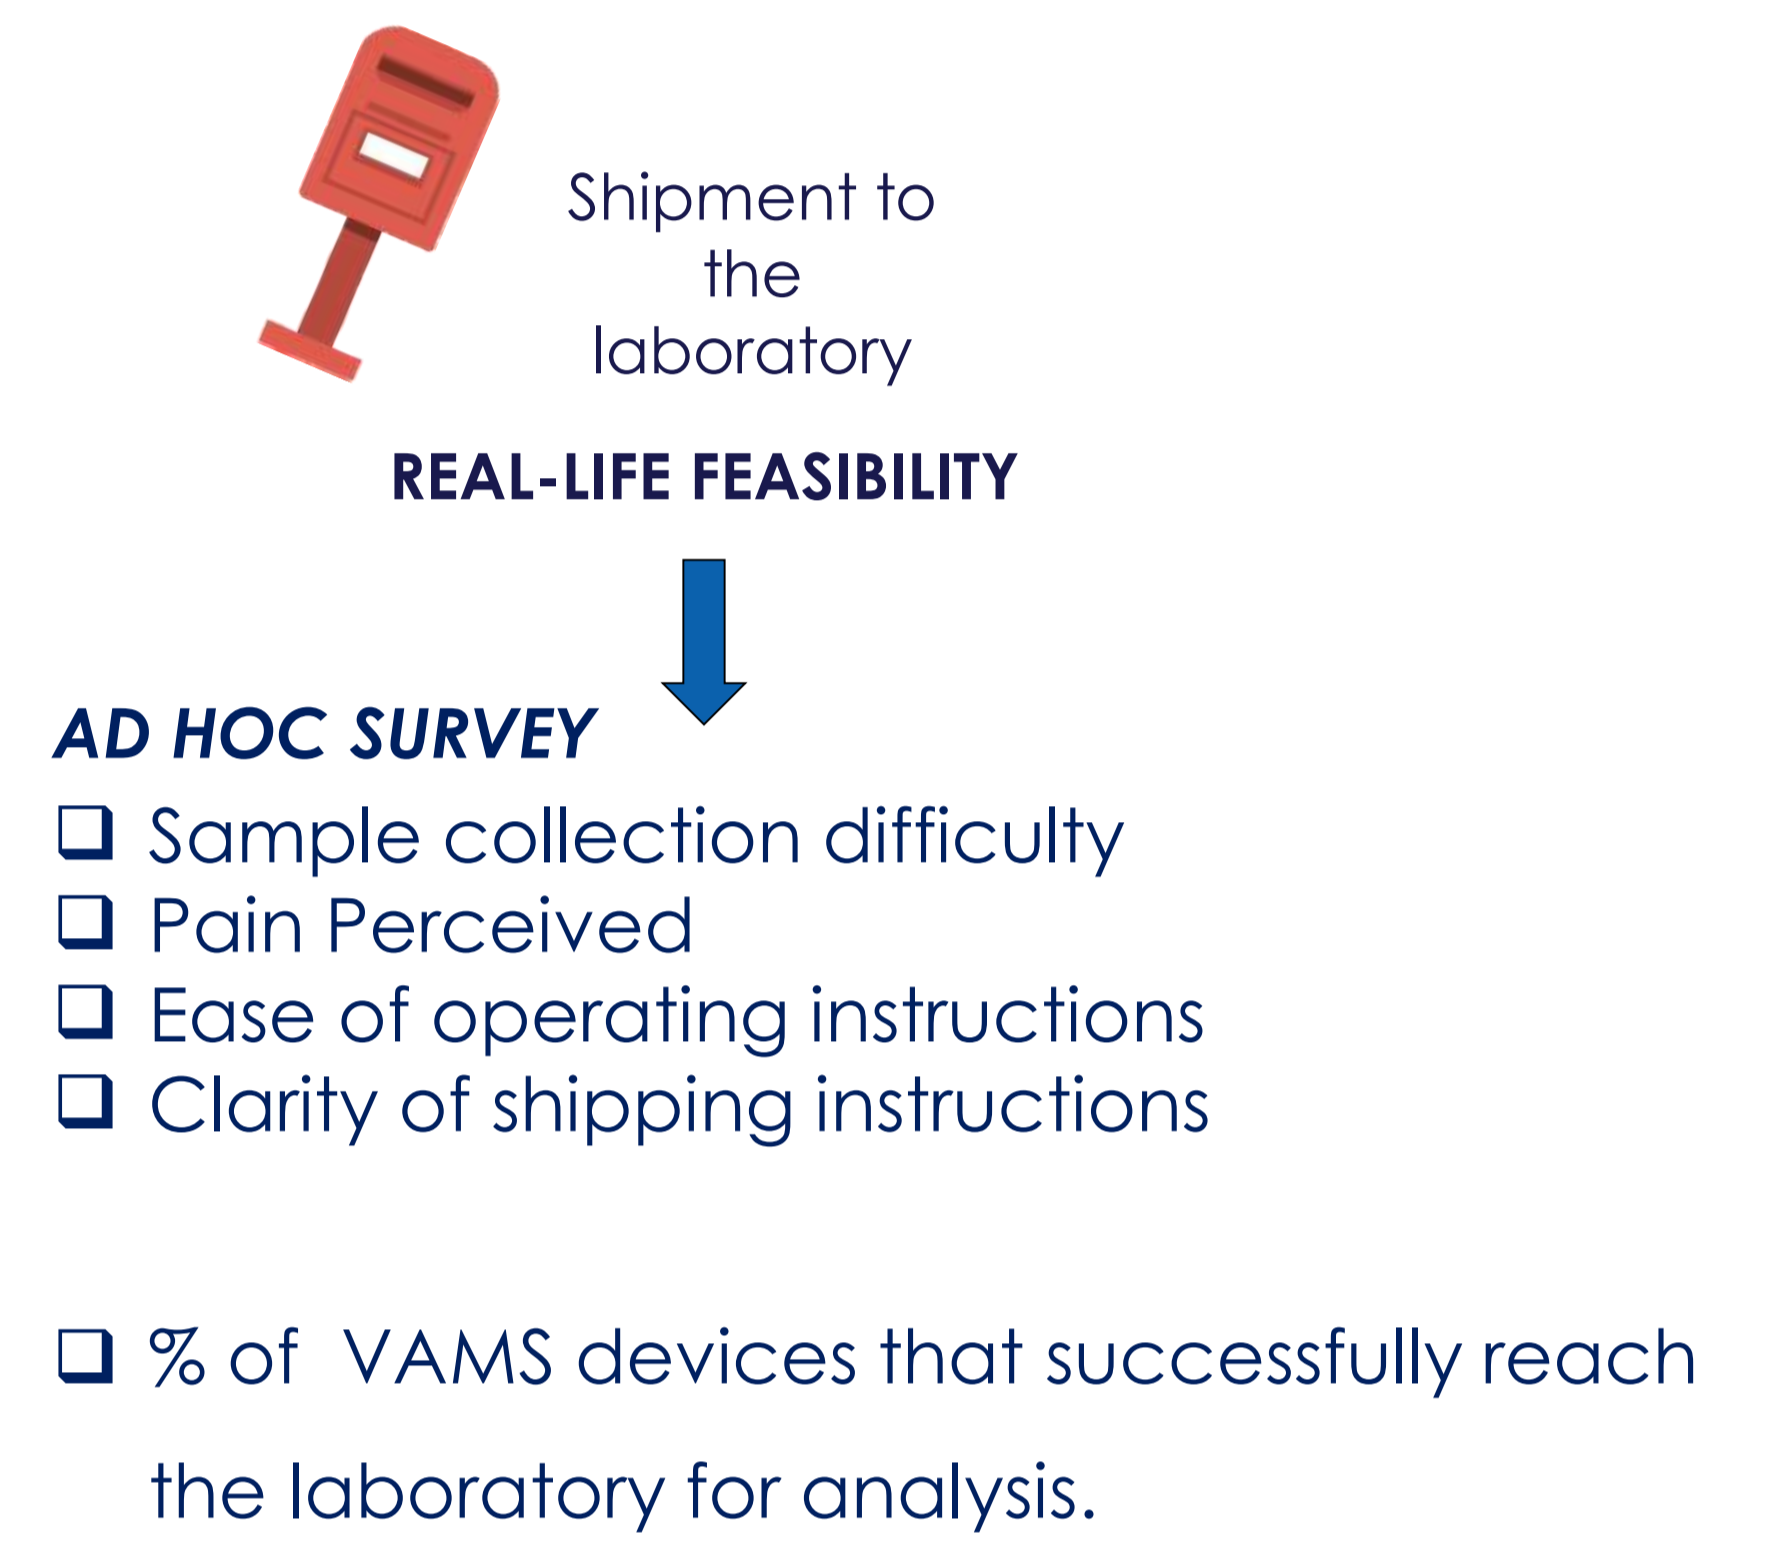 Shipment to
the
laboratory
REAL-LIFE FEASIBILITY
AD HOC SURVEY
Sample collection difficulty
Pain Perceived
Ease of operating instructions
Clarity of shipping instructions
% of VAMS devices that successfully reach
the laboratory for analysis.